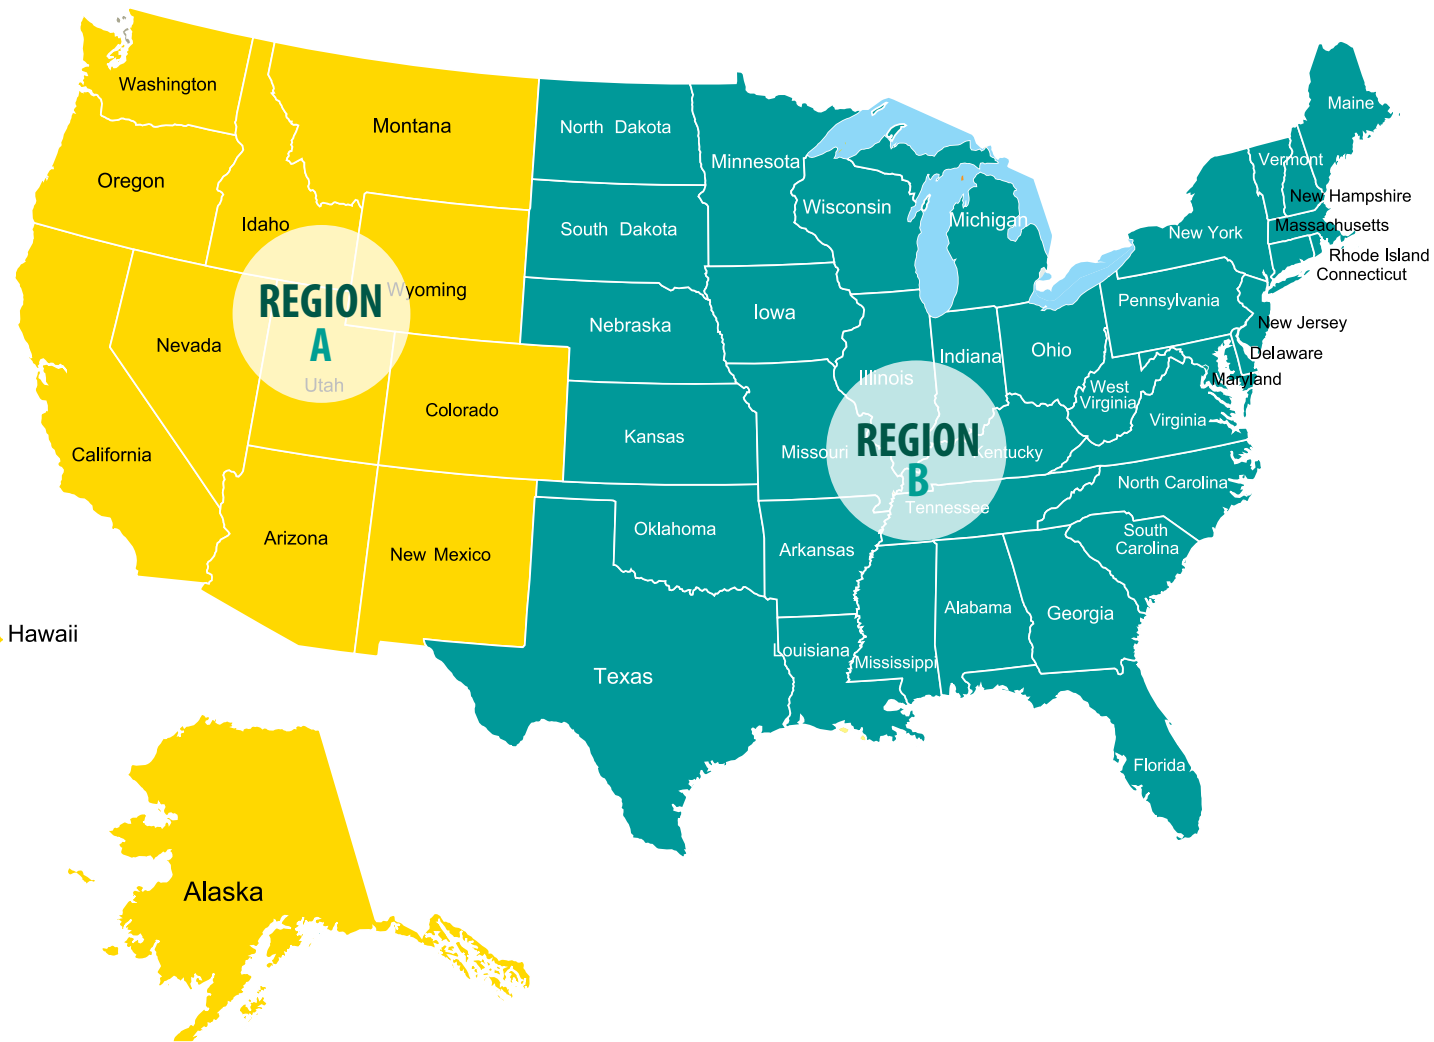 Washington
Montana
Oregon
Idaho
Wyoming
REGION
A
Nevada
Utah
Colorado
California
Arizona
New Mexico
Hawaii
Alaska
North Dakota
South Dakota
Nebraska
Kansas
Oklahoma
Texas
Minnesota
Wisconsin
Michigan
Iowa
Illinois
Indiana
Ohio
Missouri
REGION
B
Kentucky
Tennessee
Arkansas
Louisiana
Mississippi
Alabama
Georgia
Florida
South
Carolina
North Carolina
Virginia
West
Virginia
Maryland
Delaware
New Jersey
Pennsylvania
New York
Connecticut
Rhode Island
Massachusetts
New Hampshire
Vermont
Maine